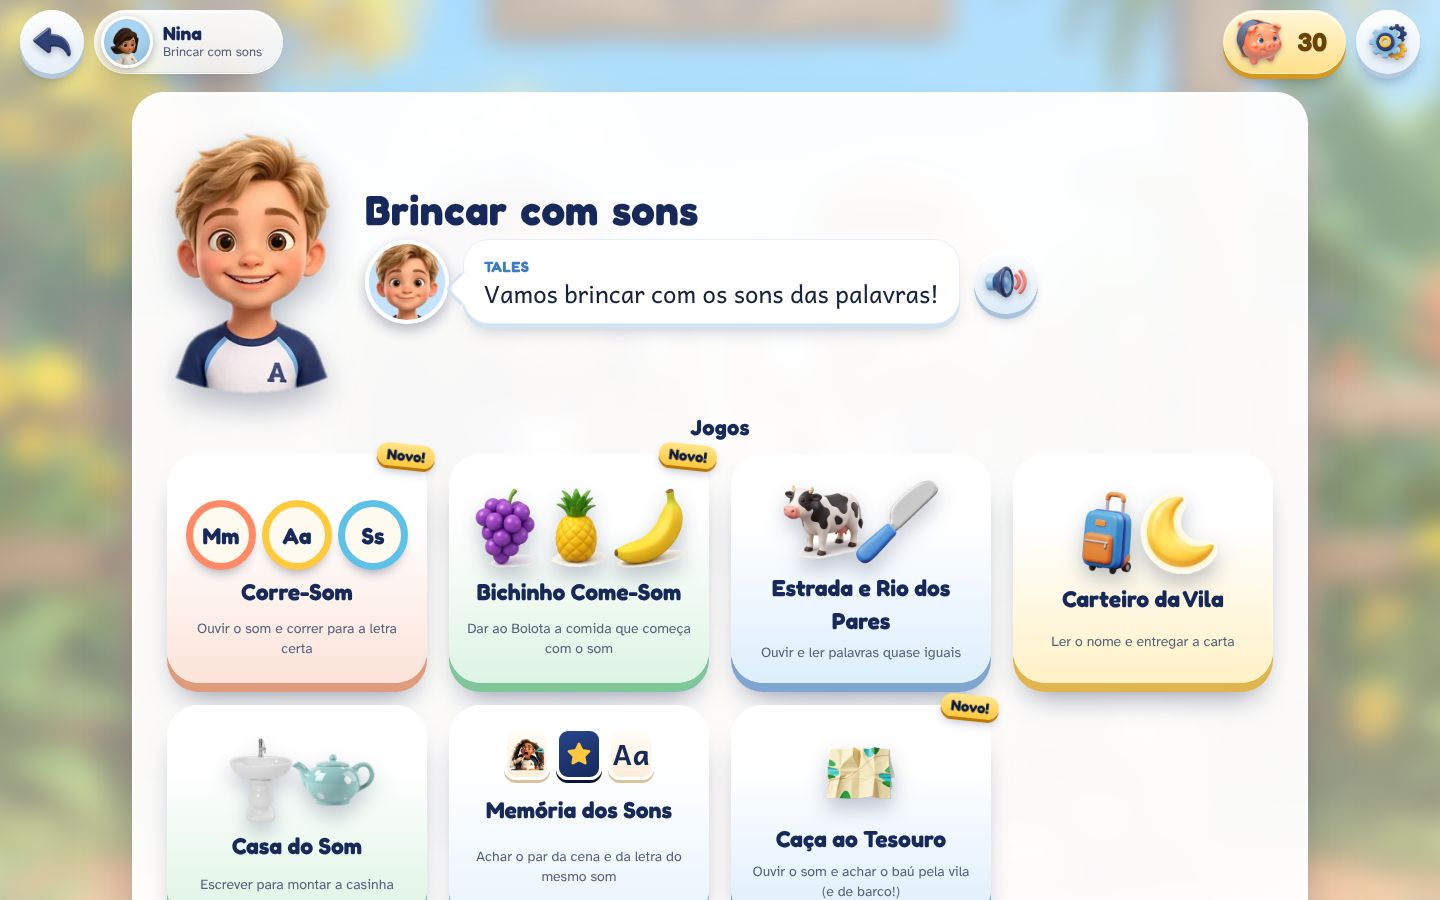 Nina
Brincar com sons
30
Brincar com sons
TALES
Vamos brincar com os sons das palavras!
A
Jogos
Novo!
Novo!
Mm
Aa
Ss
Corre-Som
Ouvir o som e correr para a letra
certa
Bichinho Come-Som
Dar ao Bolota a comida que começa
com o som
Estrada e Rio dos
Pares
Ouvir e ler palavras quase iguais
Carteiro da Vila
Ler o nome e entregar a carta
Novo!
Casa do Som
Escrever para montar a casinha
Aa
Memória dos Sons
Achar o par da cena e da letra do
mesmo som
Caça ao Tesouro
Ouvir o som e achar o baú pela vila
(e de barco!)